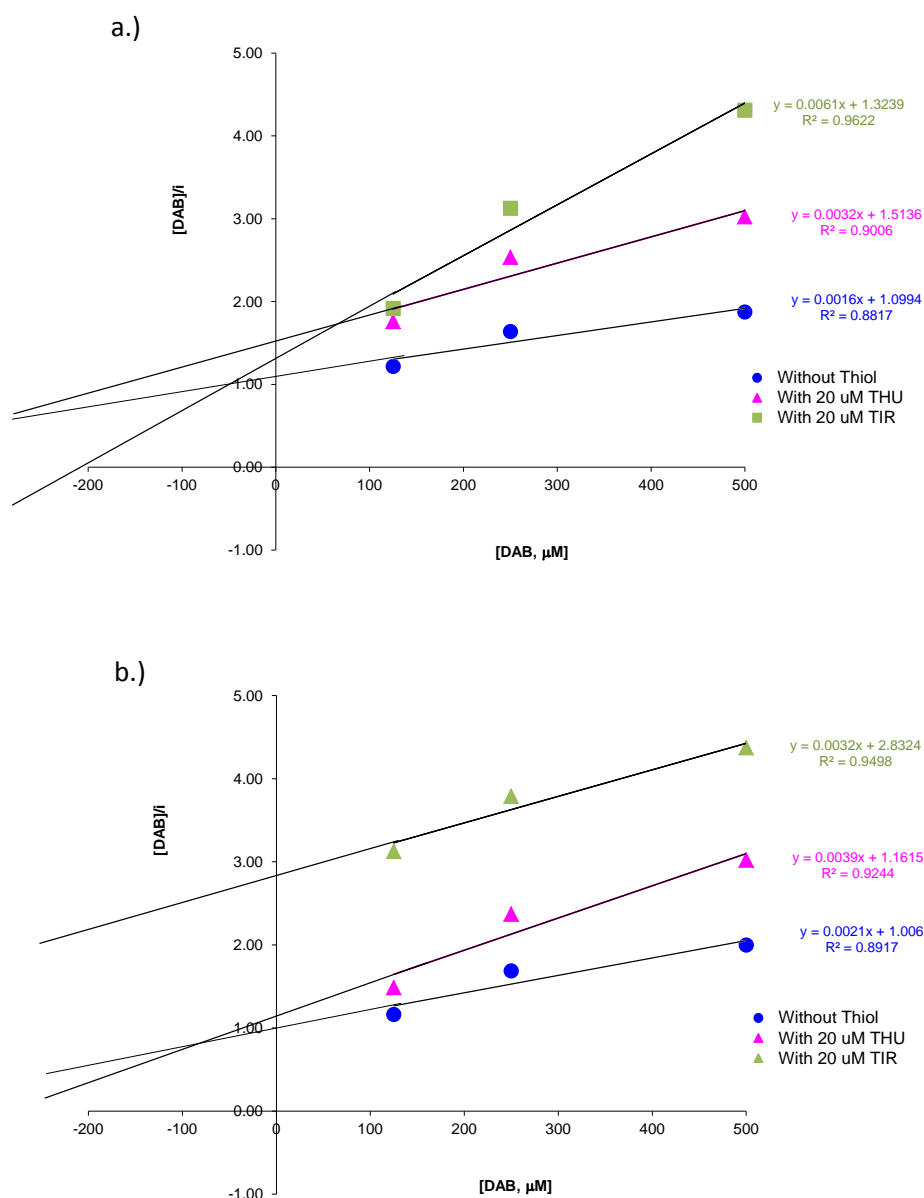 a.)
5.00
y = 0.0061x + 1.3239
R² = 0.9622
4.00
[DAB]/i
3.00
y = 0.0032x + 1.5136
R² = 0.9006
2.00
y = 0.0016x + 1.0994
R² = 0.8817
1.00
Without Thiol
With 20 uM THU
With 20 uM TIR
0.00
-200 -100 0 100 200 300 400 500
-1.00
[DAB, µM]
b.)
5.00
y = 0.0032x + 2.8324
R² = 0.9498
4.00
[DAB]/i
3.00
y = 0.0039x + 1.1615
R² = 0.9244
2.00
y = 0.0021x + 1.006
R² = 0.8917
1.00
Without Thiol
With 20 uM THU
With 20 uM TIR
0.00
-200 -100 0 100 200 300 400 500
-1.00
[DAB, µM]